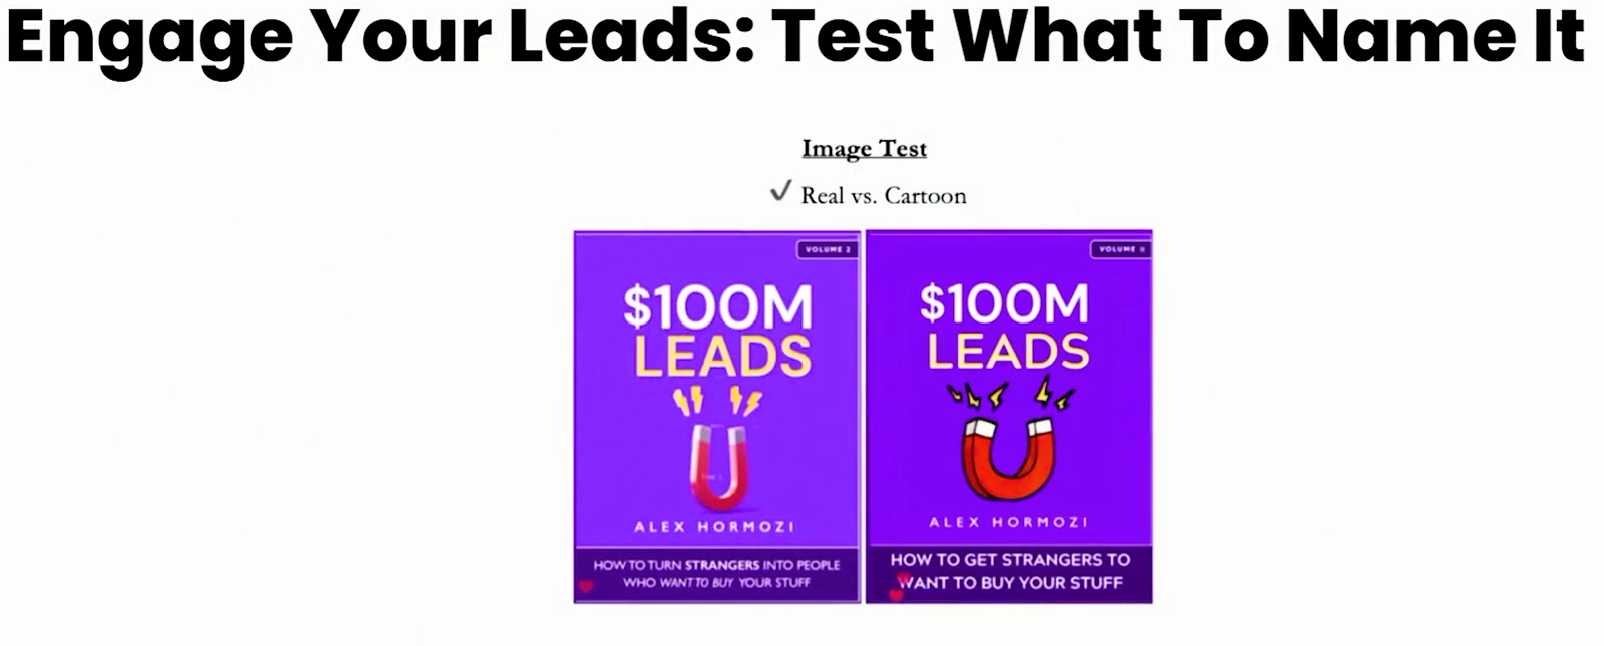 Engage Your Leads: Test What To Name It
Image Test
✓ Real vs. Cartoon
VOLUME 2
$100M
LEADS
ALEX HORMOZI
HOW TO TURN STRANGERS INTO PEOPLE
WHO WANT TO BUY YOUR STUFF
VOLUME II
$100M
LEADS
ALEX HORMOZI
HOW TO GET STRANGERS TO
WANT TO BUY YOUR STUFF